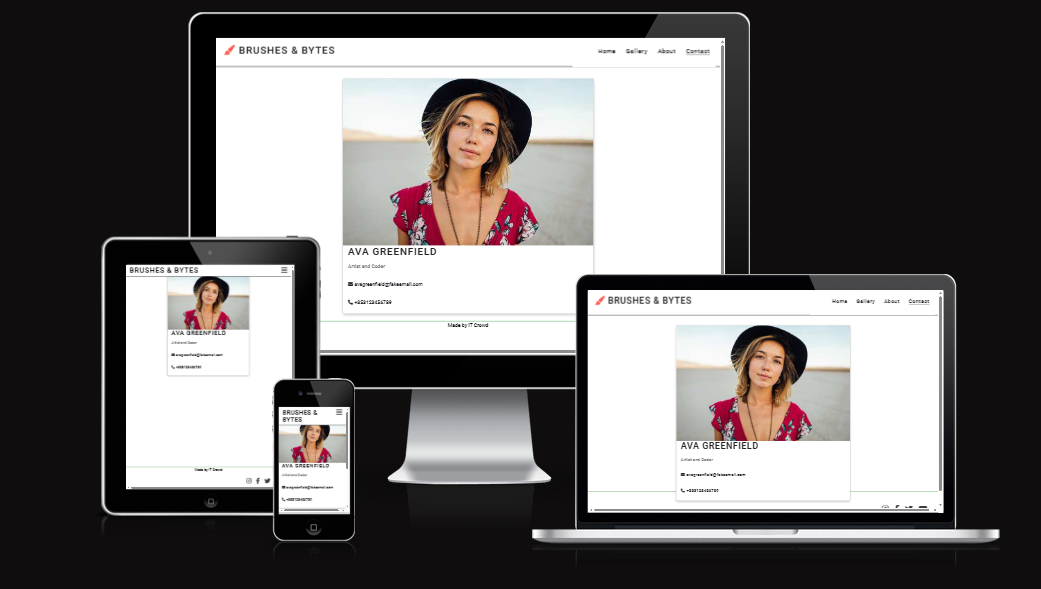 BRUSHES & BYTES
Home Gallery About Contact
AVA GREENFIELD
Artist and Coder
avagreenfield@fakeemail.com
+353123456789
Made by IT Crowd
BRUSHES & BYTES
AVA GREENFIELD
Artist and Coder
avagreenfield@fakeemail.com
+353123456789
Made by IT Crowd
BRUSHES &
BYTES
AVA GREENFIELD
Artist and Coder
avagreenfield@fakeemail.com
+353123456789
BRUSHES & BYTES
Home Gallery About Contact
AVA GREENFIELD
Artist and Coder
avagreenfield@fakeemail.com
+353123456789